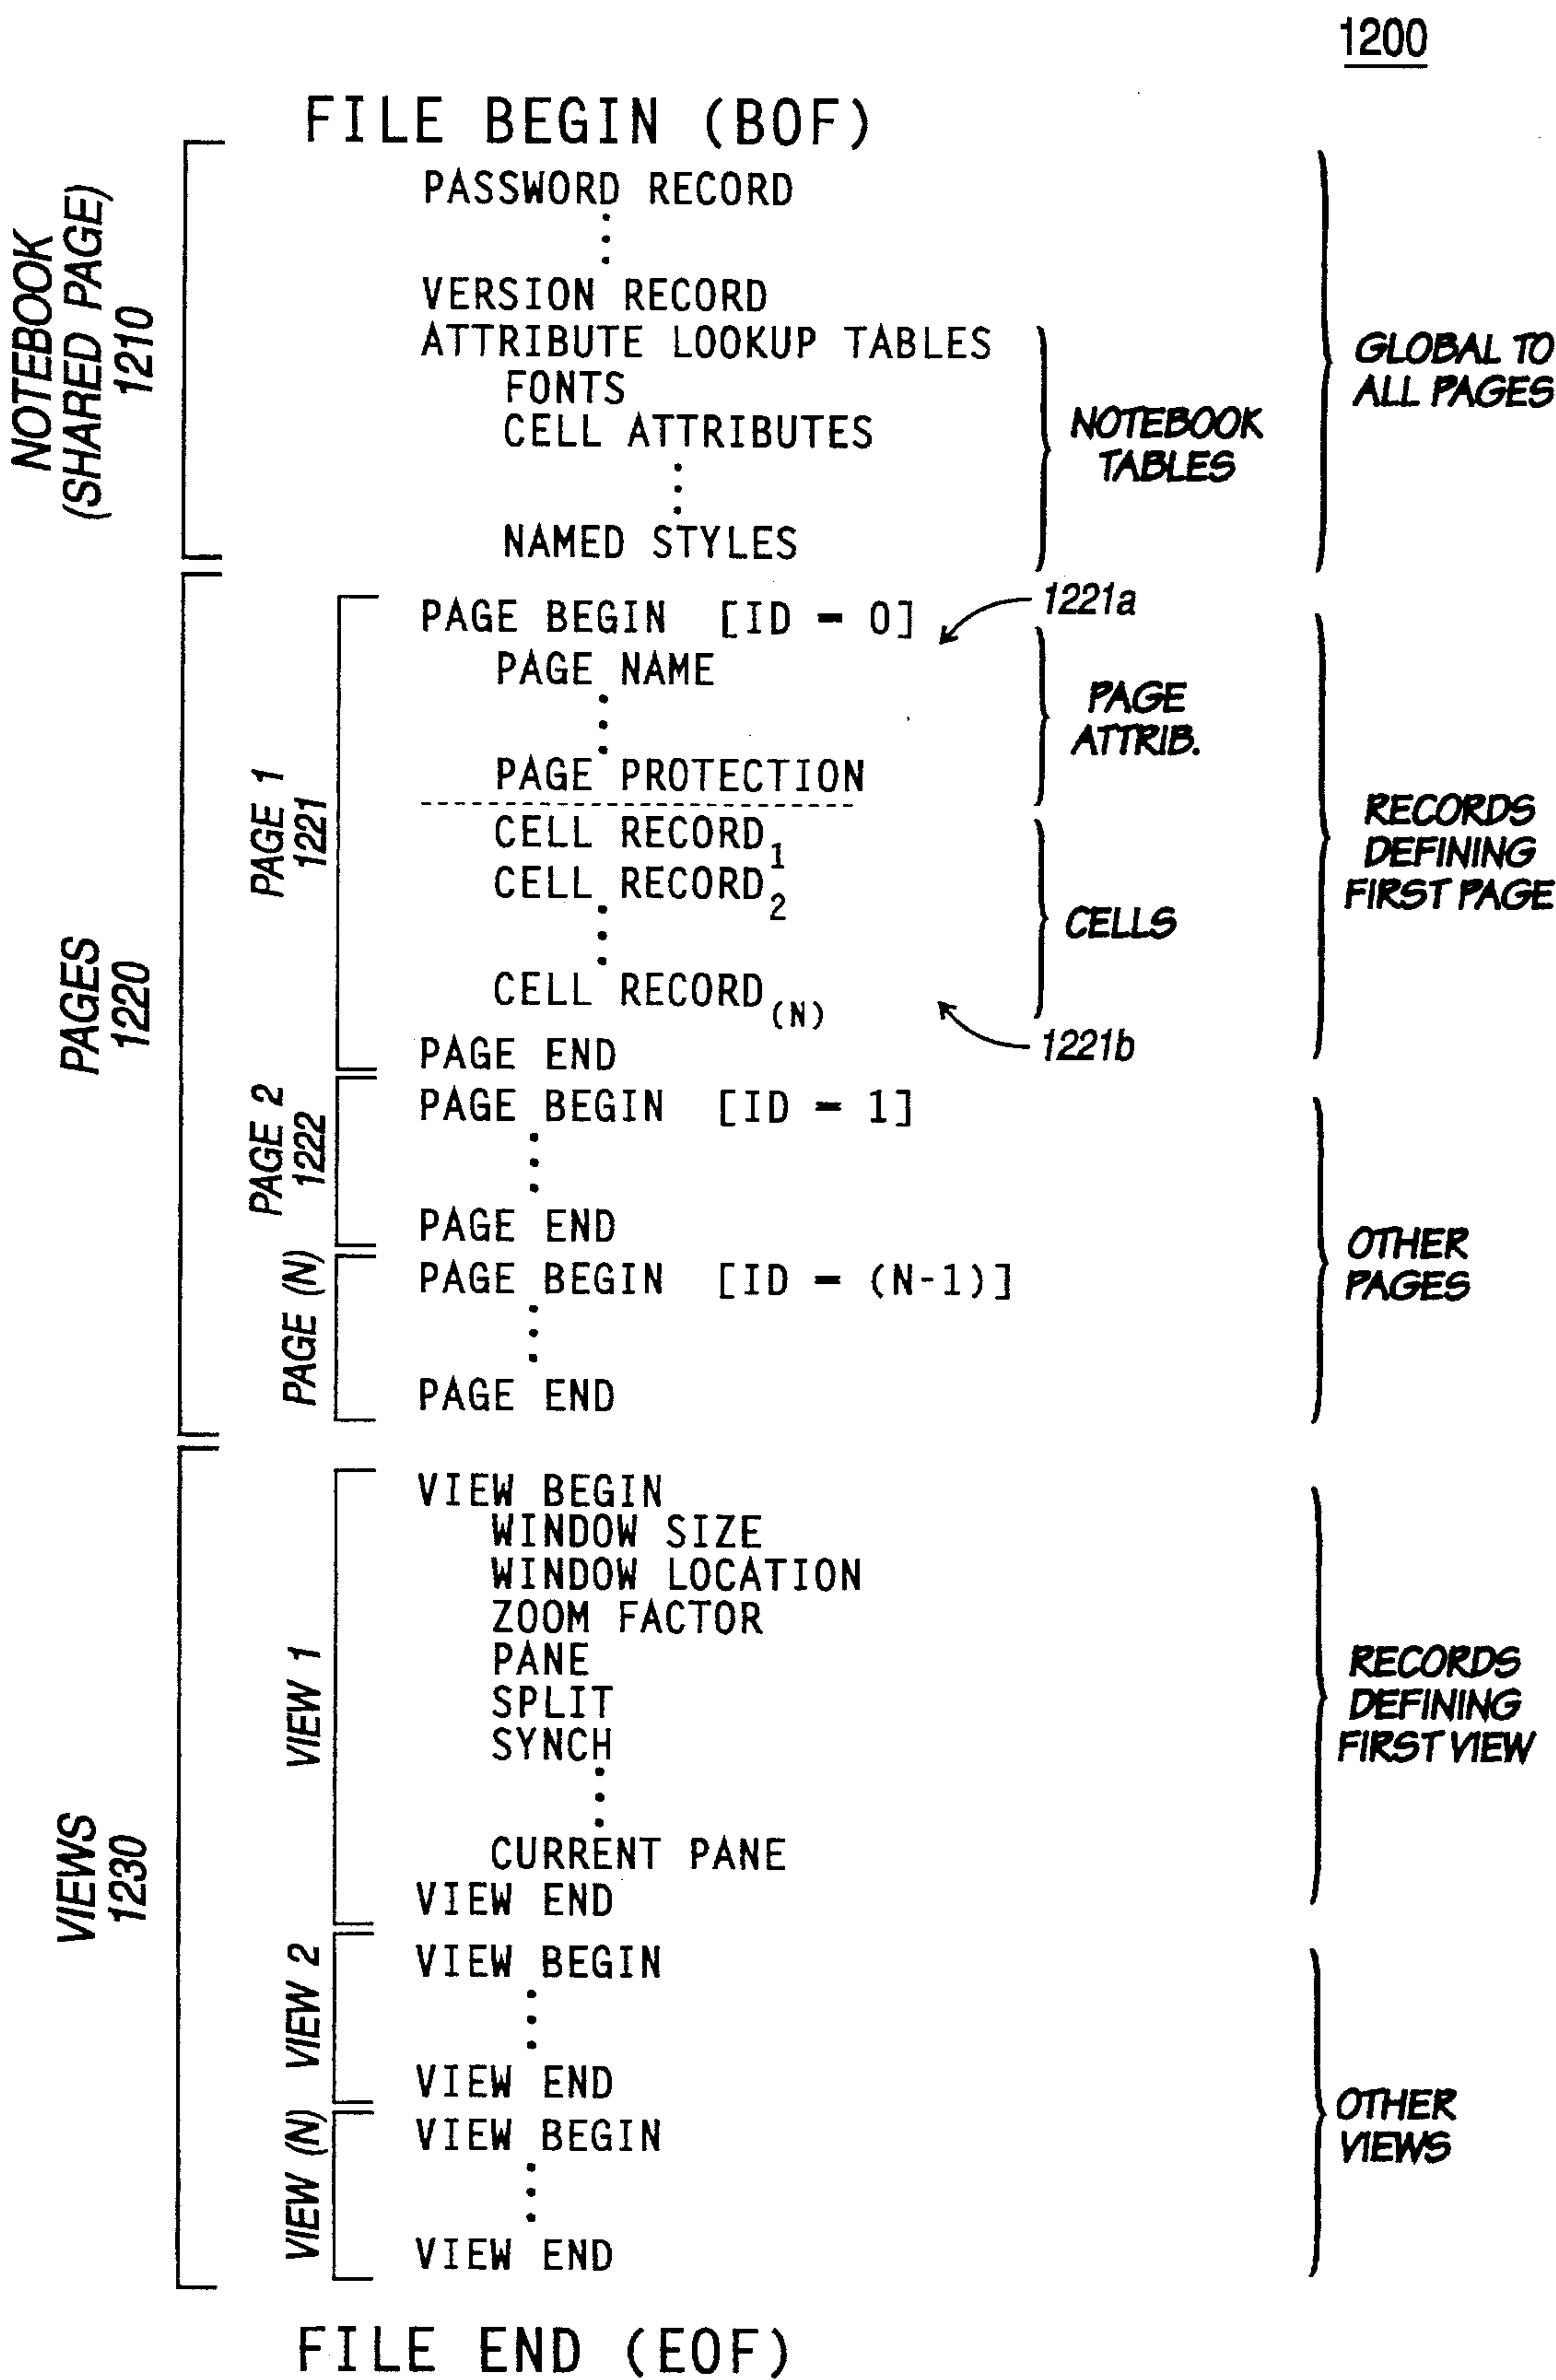 1200
FILE BEGIN (BOF)
NOTEBOOK
(SHARED PAGE)
1210
PASSWORD RECORD
VERSION RECORD
ATTRIBUTE LOOKUP TABLES
FONTS
CELL ATTRIBUTES
NAMED STYLES
NOTEBOOK
TABLES
GLOBAL TO
ALL PAGES
PAGES
1220
PAGE 1
1221
PAGE BEGIN [ID = 0]
1221a
PAGE NAME
PAGE PROTECTION
PAGE
ATTRIB.
CELL RECORD1
CELL RECORD2
CELL RECORD(N)
CELLS
1221b
PAGE END
RECORDS
DEFINING
FIRST PAGE
PAGE 2
1222
PAGE BEGIN [ID = 1]
PAGE END
PAGE (N)
PAGE BEGIN [ID = (N-1)]
PAGE END
OTHER
PAGES
VIEWS
1230
VIEW 1
VIEW BEGIN
WINDOW SIZE
WINDOW LOCATION
ZOOM FACTOR
PANE
SPLIT
SYNCH
CURRENT PANE
VIEW END
RECORDS
DEFINING
FIRST VIEW
VIEW 2
VIEW BEGIN
VIEW END
VIEW (N)
VIEW BEGIN
VIEW END
OTHER
VIEWS
FILE END (EOF)